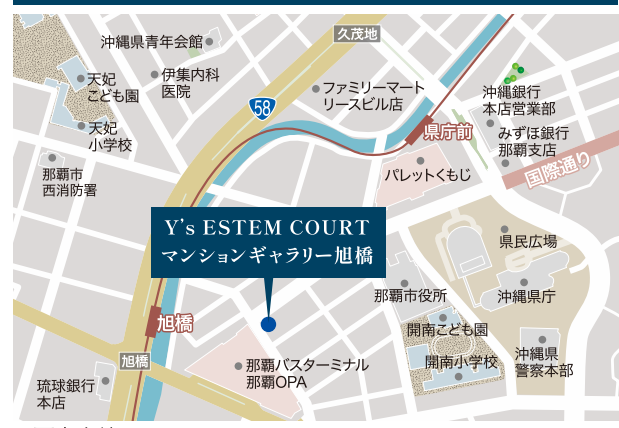 久茂地
沖縄県青年会館
伊集内科
医院
天妃
こども園
天妃
小学校
那覇市
西消防署
58
ファミリーマート
リースビル店
沖縄銀行
本店営業部
みずほ銀行
那覇支店
県庁前
パレットくもじ
国際通り
Y's ESTEM COURT
マンションギャラリー旭橋
県民広場
那覇市役所
沖縄県庁
開南こども園
開南小学校
沖縄県
警察本部
旭橋
旭橋
那覇バスターミナル
那覇OPA
琉球銀行
本店